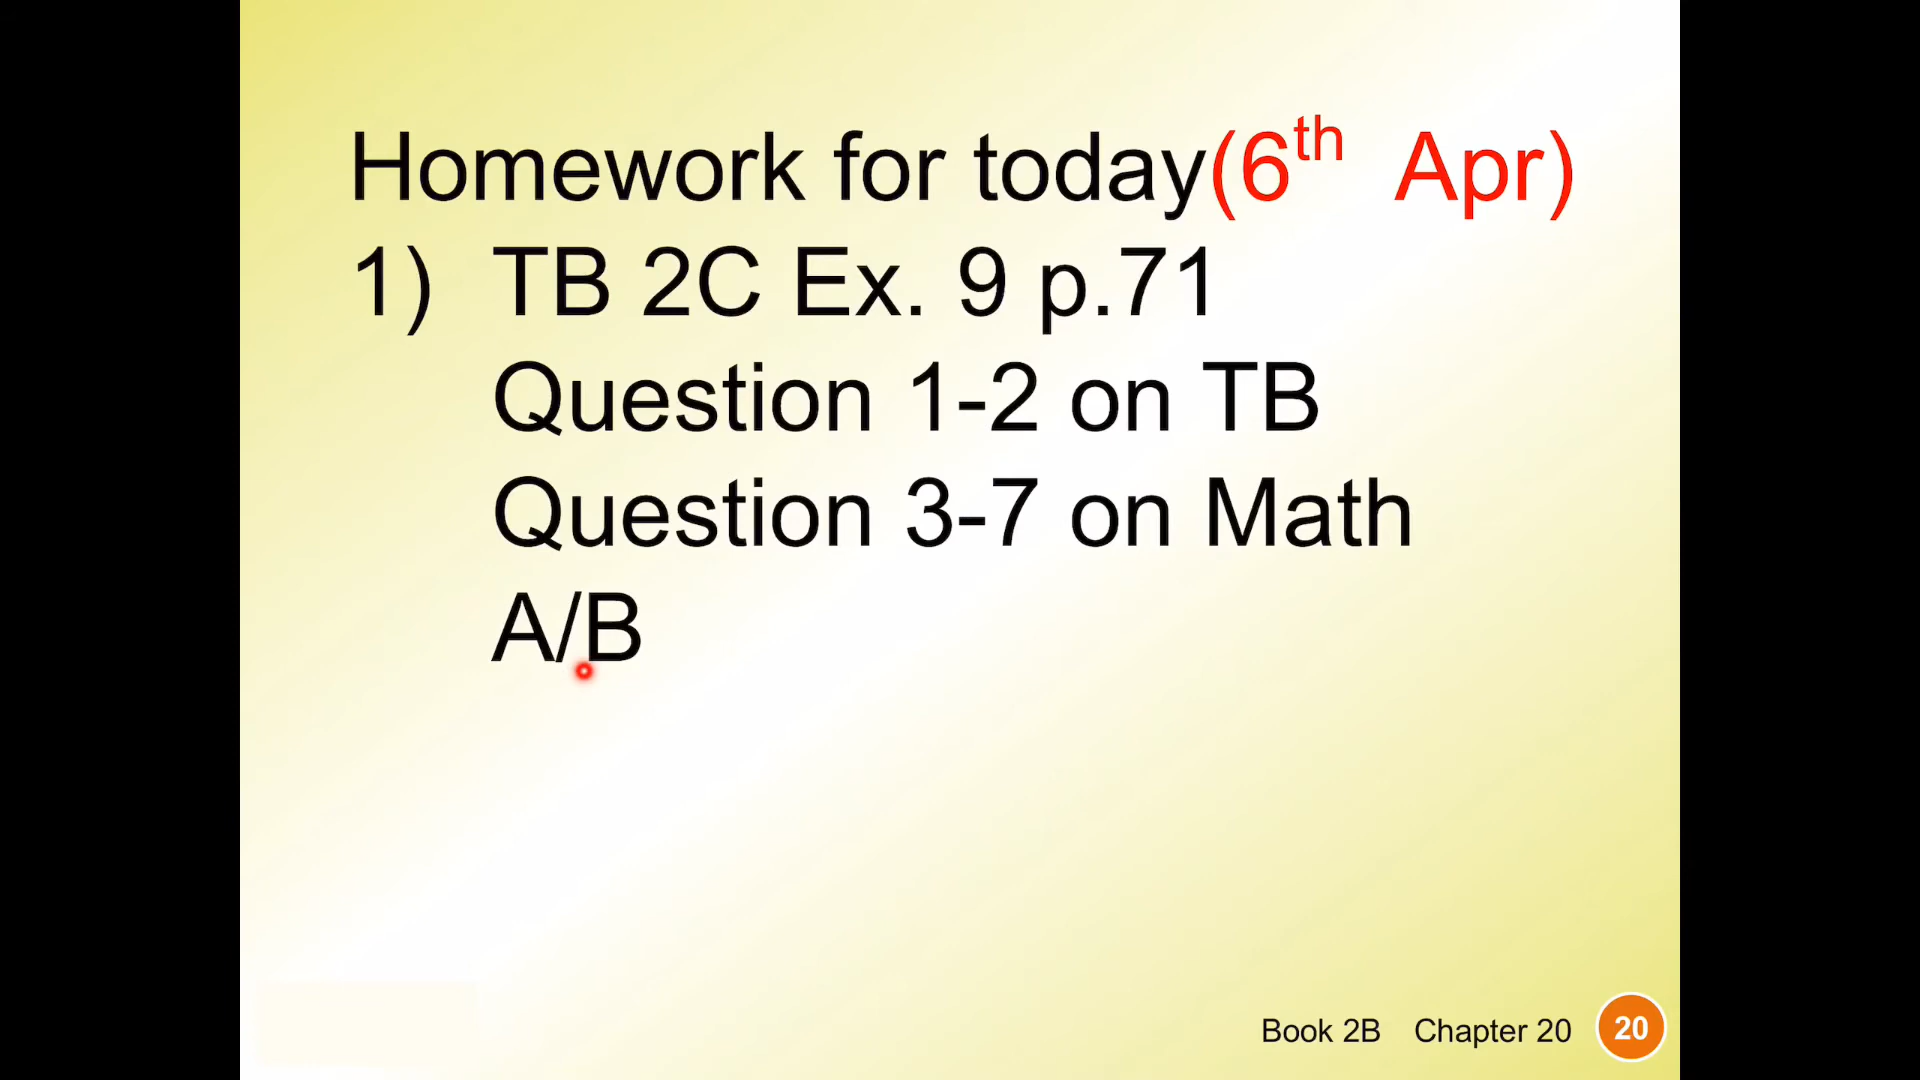 Homework for today(6th Apr)
1) TB 2C Ex. 9 p.71
Question 1-2 on TB
Question 3-7 on Math
A/B
Book 2B Chapter 20 20